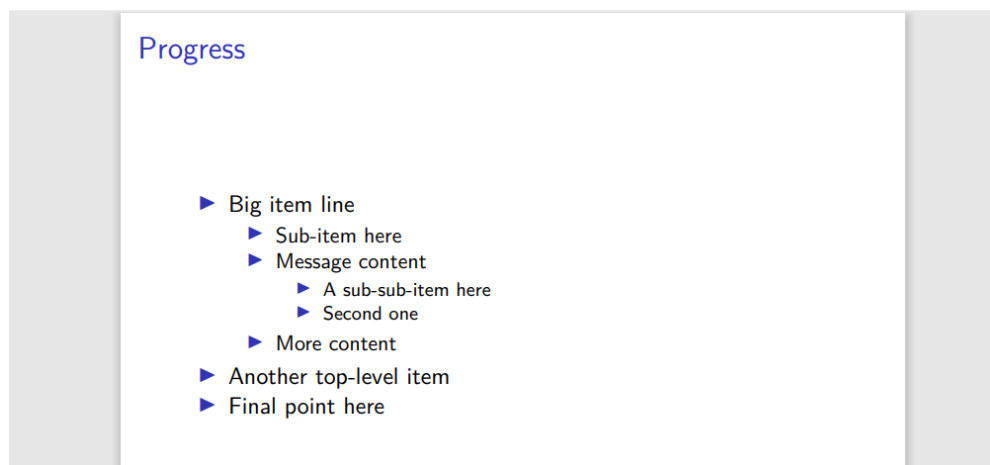 Progress
Big item line
Sub-item here
Message content
A sub-sub-item here
Second one
More content
Another top-level item
Final point here